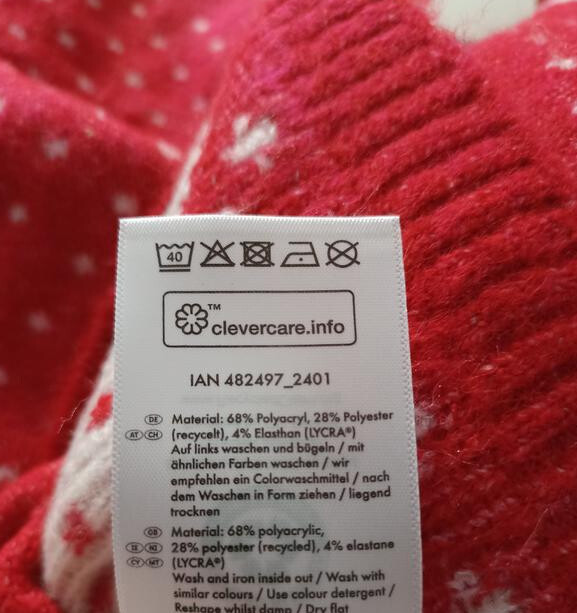 40
™
clevercare.info
IAN 482497_2401
DE Material: 68% Polyacryl, 28% Polyester
AT CH (recycelt), 4% Elasthan (LYCRA®)
Auf links waschen und bügeln / mit
ähnlichen Farben waschen / wir
empfehlen ein Colorwaschmittel / nach
dem Waschen in Form ziehen / liegend
trocknen
GB Material: 68% polyacrylic,
IE NI 28% polyester (recycled), 4% elastane
CY MT (LYCRA®)
Wash and iron inside out / Wash with
similar colours / Use colour detergent /
Reshape whilst damp / Dry flat